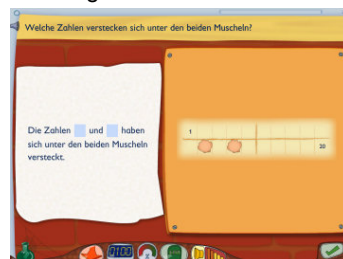 Welche Zahlen verstecken sich unter den beiden Muscheln?
Die Zahlen und haben
sich unter den beiden Muscheln
versteckt.
1
20
0100